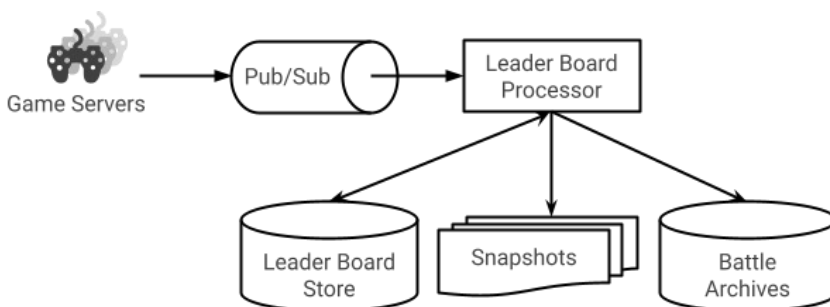 Game Servers
Pub/Sub
Leader Board
Processor
Leader Board
Store
Snapshots
Battle
Archives